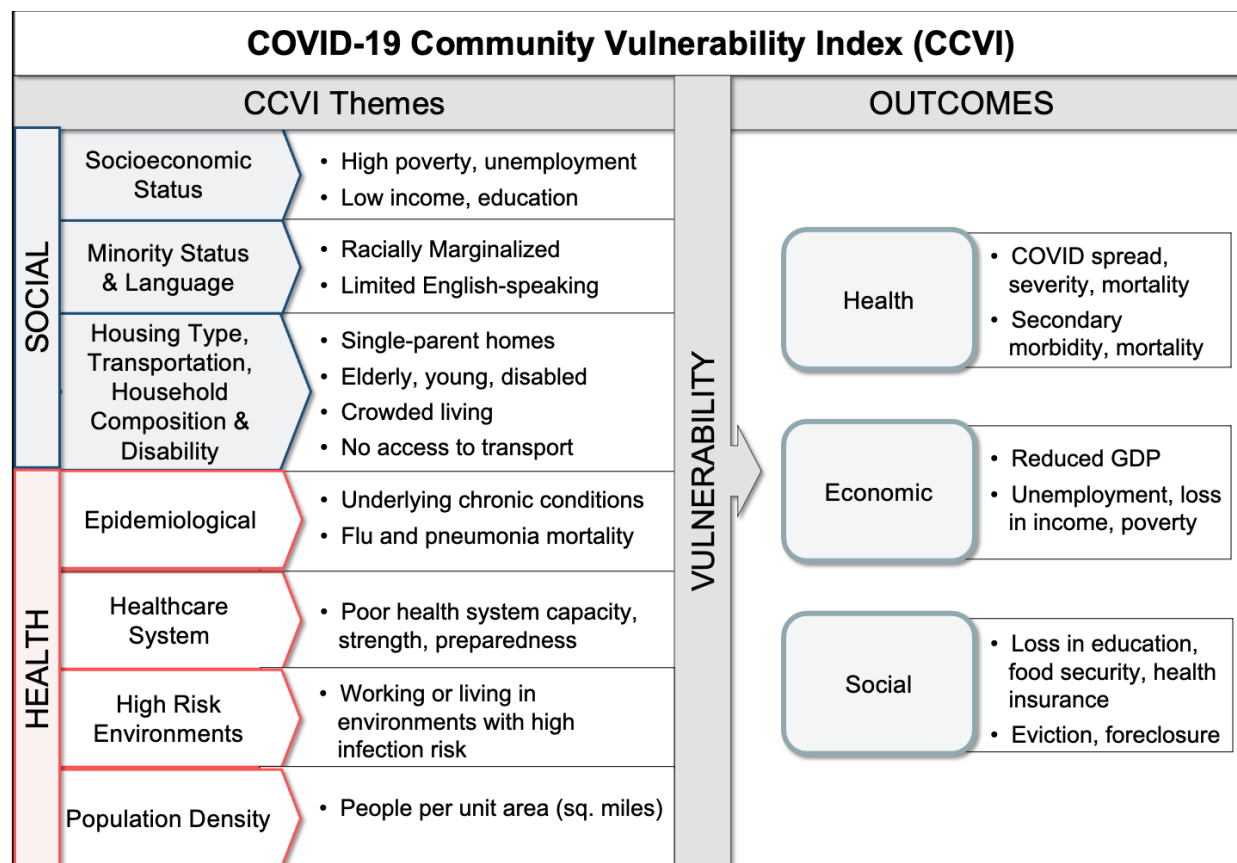 COVID-19 Community Vulnerability Index (CCVI)
CCVI Themes
OUTCOMES
SOCIAL
Socioeconomic
Status
• High poverty, unemployment
• Low income, education
Minority Status
& Language
• Racially Marginalized
• Limited English-speaking
Housing Type,
Transportation,
Household
Composition &
Disability
• Single-parent homes
• Elderly, young, disabled
• Crowded living
• No access to transport
HEALTH
Epidemiological
• Underlying chronic conditions
• Flu and pneumonia mortality
Healthcare
System
• Poor health system capacity,
strength, preparedness
High Risk
Environments
• Working or living in
environments with high
infection risk
Population Density
• People per unit area (sq. miles)
VULNERABILITY
Health
• COVID spread,
severity, mortality
• Secondary
morbidity, mortality
Economic
• Reduced GDP
• Unemployment, loss
in income, poverty
Social
• Loss in education,
food security, health
insurance
• Eviction, foreclosure